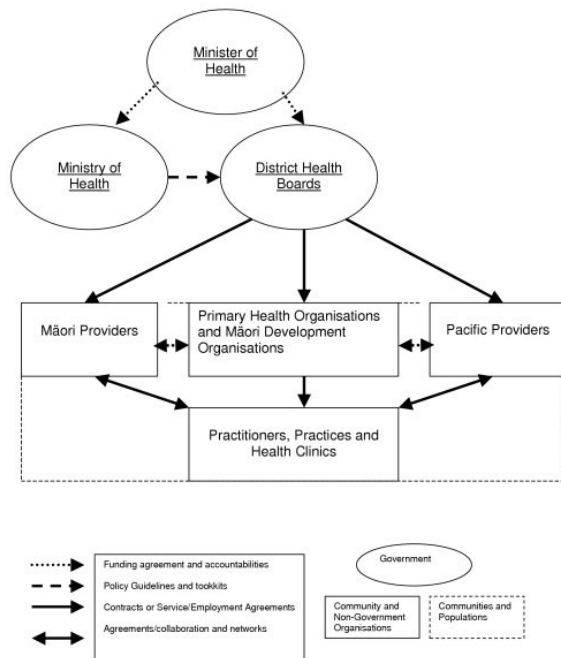 Minister of
Health
Ministry of
Health
District Health
Boards
Māori Providers
Primary Health Organisations
and Māori Development
Organisations
Pacific Providers
Practitioners, Practices and
Health Clinics
Funding agreement and accountabilities
Policy Guidelines and tookkits
Contracts or Service/Employment Agreements
Agreements/collaboration and networks
Government
Community and
Non-Government
Organisations
Communities and
Populations